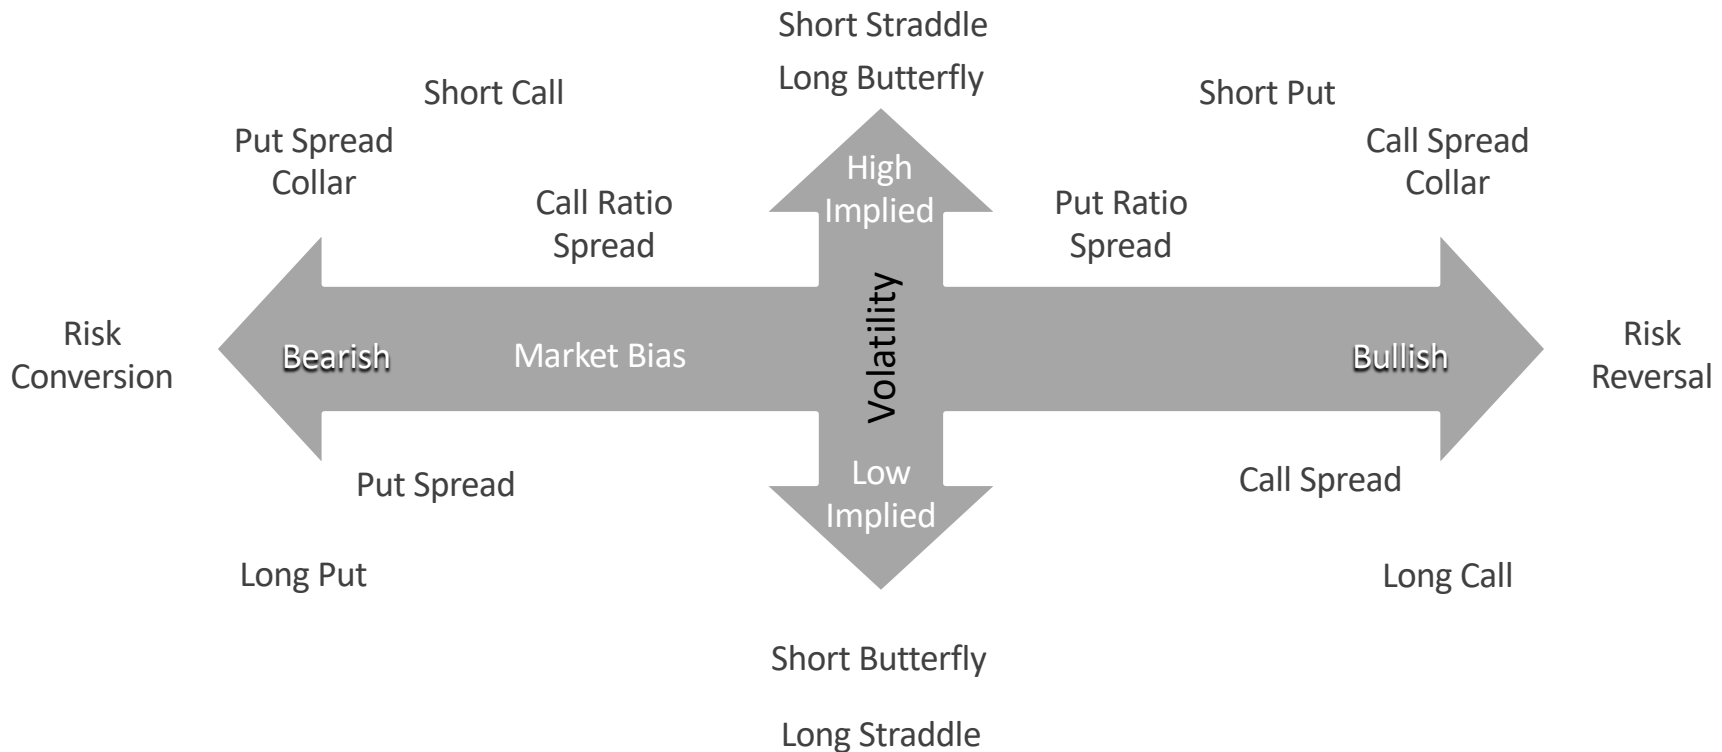 Short Straddle
Long Butterfly
Short Call
Short Put
Put Spread
Collar
Call Spread
Collar
High
Implied
Call Ratio
Spread
Put Ratio
Spread
Volatility
Risk
Conversion
Bearish
Market Bias
Bullish
Risk
Reversal
Low
Implied
Put Spread
Call Spread
Long Put
Long Call
Short Butterfly
Long Straddle